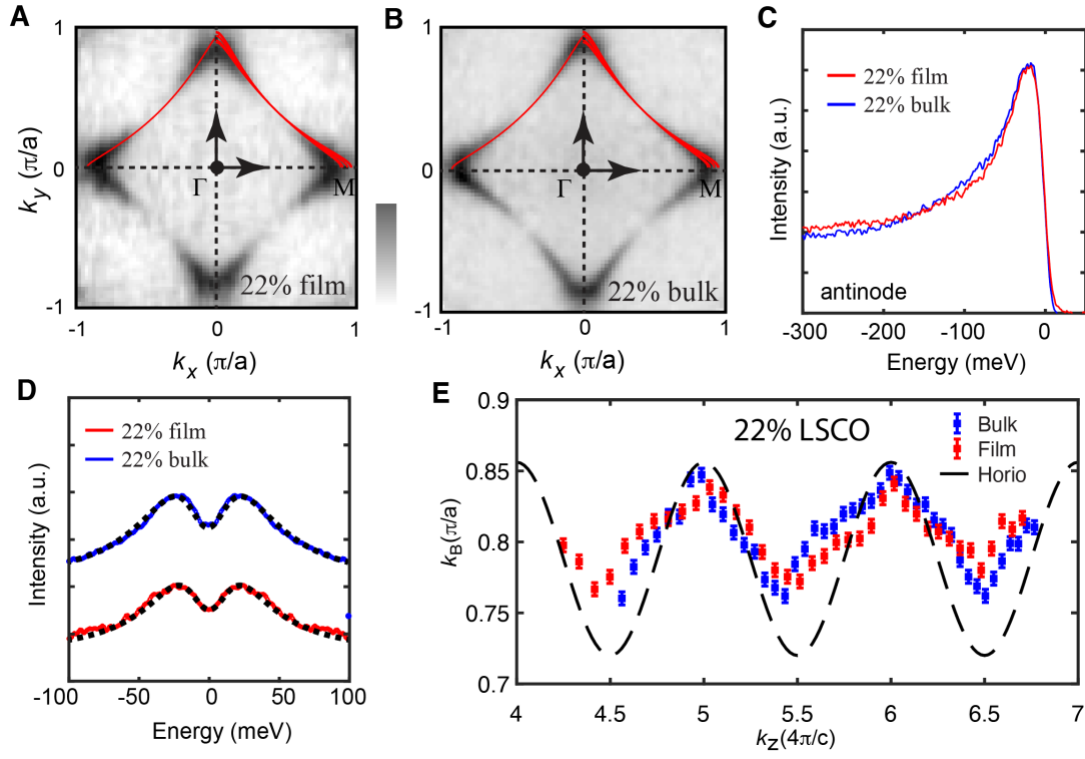 A
1
k_y (π/a)
0
-1
Γ
M
22% film
-1
0
1
k_x (π/a)
B
1
0
-1
Γ
M
22% bulk
-1
0
1
k_x (π/a)
C
Intensity (a.u.)
22% film
22% bulk
antinode
-300
-200
-100
0
Energy (meV)
D
Intensity (a.u.)
22% film
22% bulk
-100
-50
0
50
100
Energy (meV)
E
0.9
0.85
0.8
0.75
0.7
k_B(π/a)
22% LSCO
Bulk
Film
Horio
4
4.5
5
5.5
6
6.5
7
k_z(4π/c)